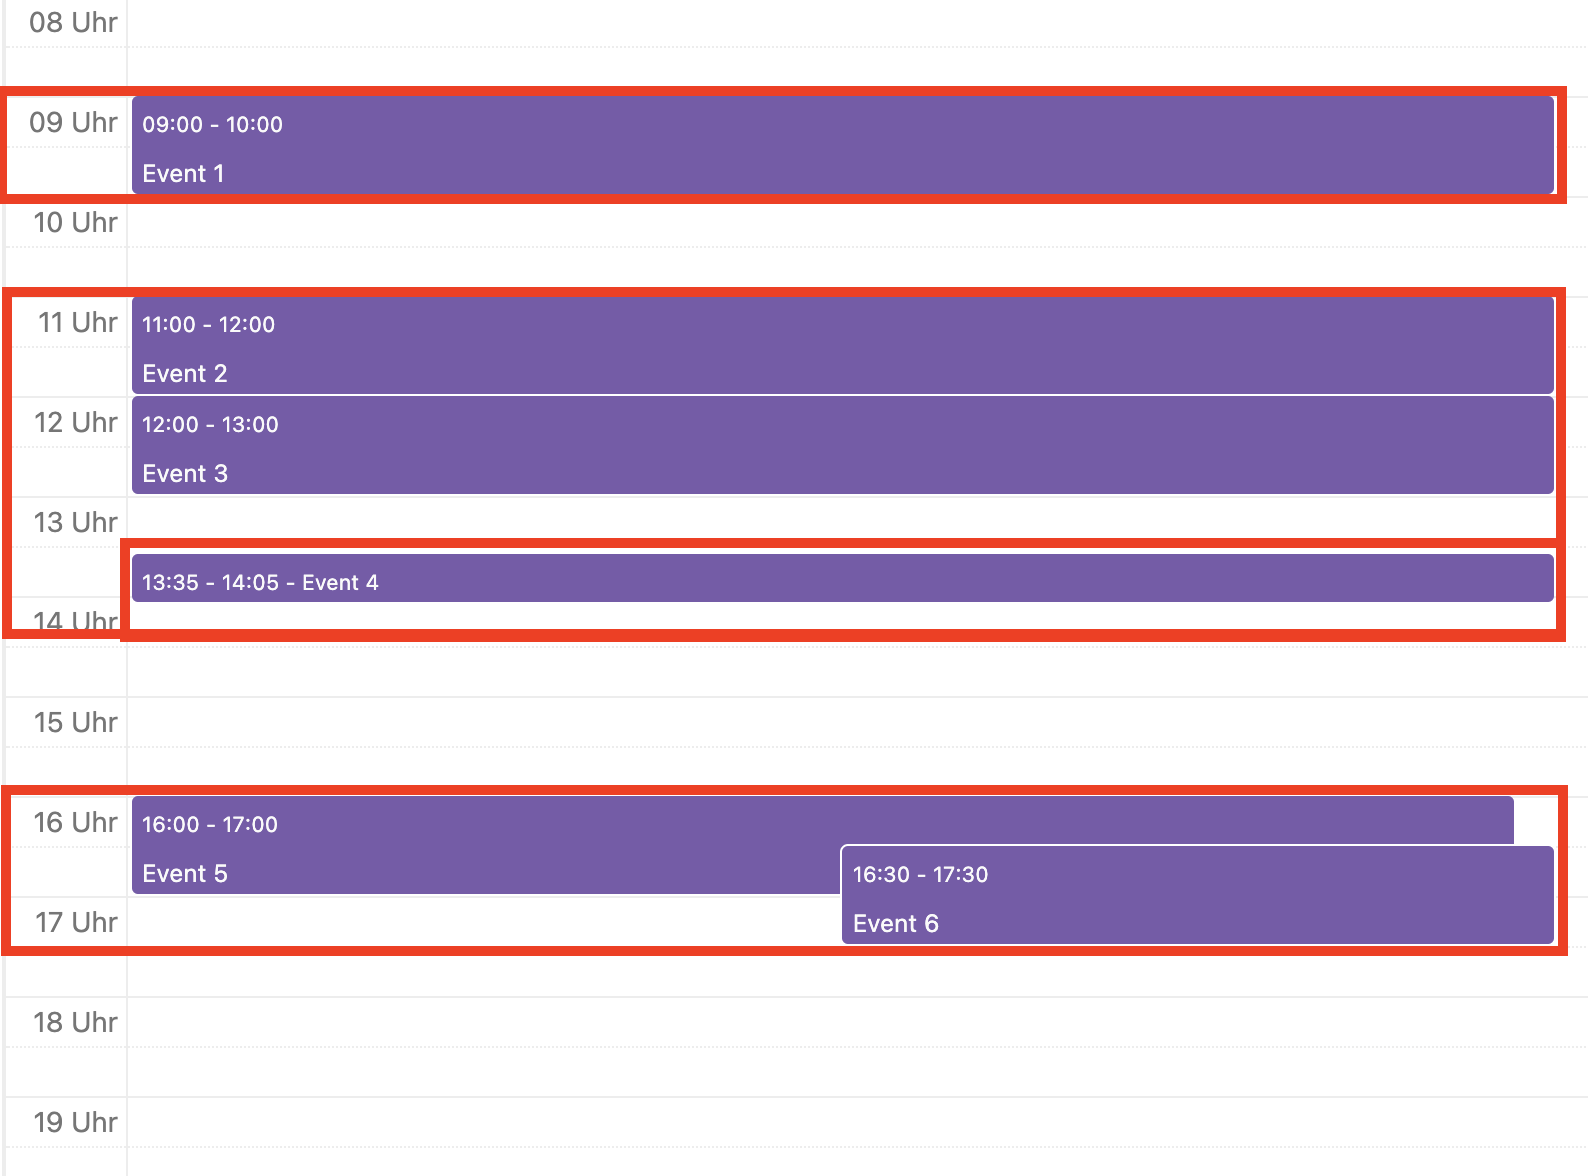 08 Uhr
09 Uhr
09:00 - 10:00
Event 1
10 Uhr
11 Uhr
11:00 - 12:00
Event 2
12 Uhr
12:00 - 13:00
Event 3
13 Uhr
13:35 - 14:05 - Event 4
14 Uhr
15 Uhr
16 Uhr
16:00 - 17:00
Event 5
16:30 - 17:30
17 Uhr
Event 6
18 Uhr
19 Uhr